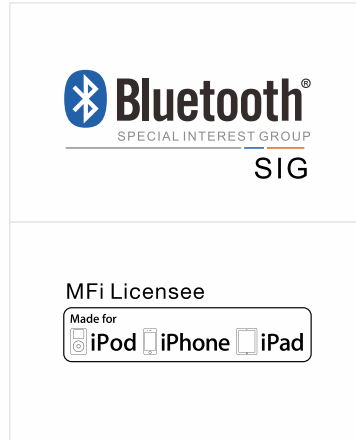 Bluetooth®
SPECIAL INTEREST GROUP
SIG
MFi Licensee
Made for
iPod iPhone iPad